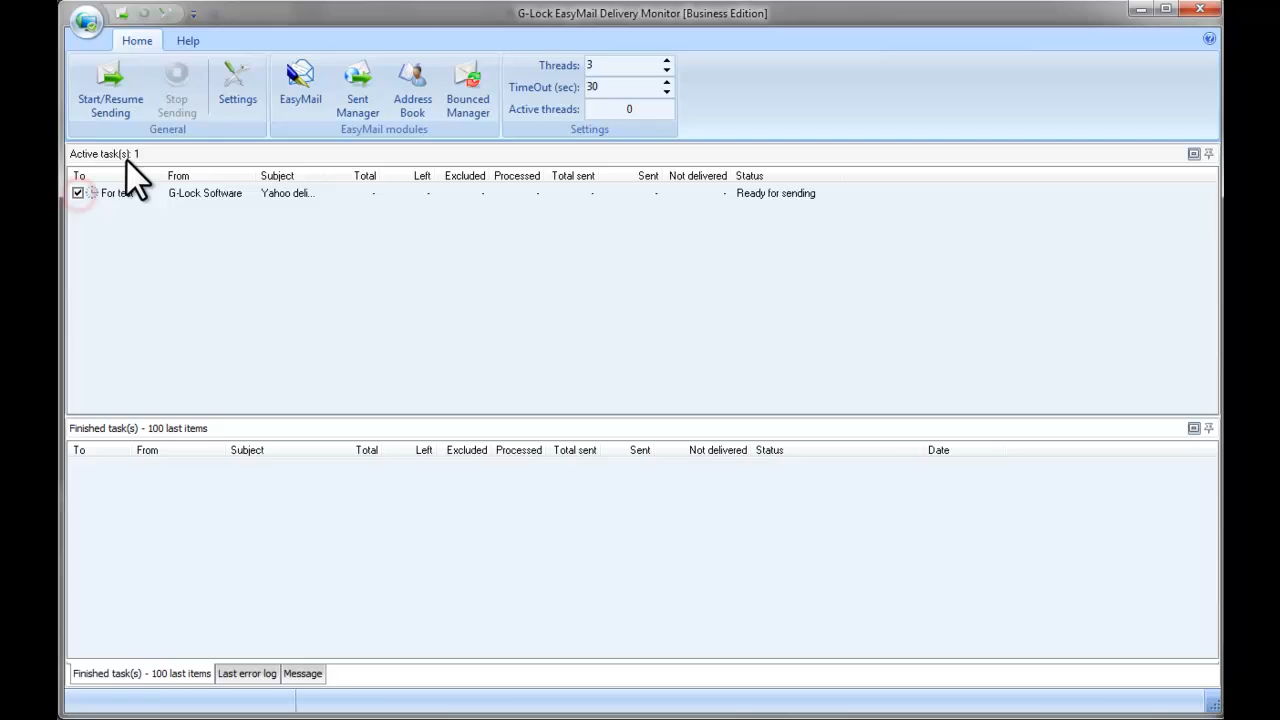 G-Lock EasyMail Delivery Monitor [Business Edition]
Home Help
Start/Resume Sending
Stop Sending
Settings
General
EasyMail
Sent Manager
Address Book
Bounced Manager
EasyMail modules
Threads: 3
TimeOut (sec): 30
Active threads: 0
Settings
Active task(s): 1
To From Subject Total Left Excluded Processed Total sent Sent Not delivered Status
For G-Lock Software Yahoo deli... - - - - - - - Ready for sending
Finished task(s) - 100 last items
To From Subject Total Left Excluded Processed Total sent Sent Not delivered Status Date
Finished task(s) - 100 last items Last error log Message